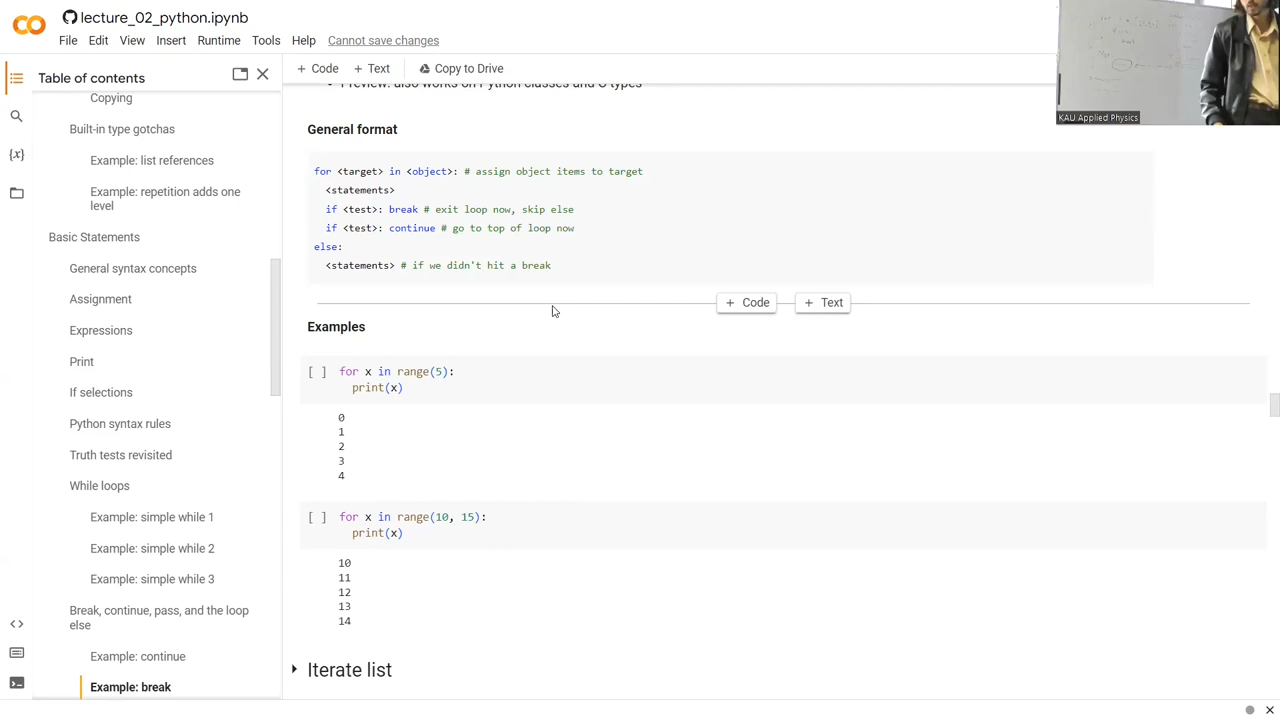 lecture_02_python.ipynb
File Edit View Insert Runtime Tools Help Cannot save changes
Table of contents
+ Code + Text Copy to Drive
Copying
Built-in type gotchas
Example: list references
Example: repetition adds one
level
Basic Statements
General syntax concepts
Assignment
Expressions
Print
If selections
Python syntax rules
Truth tests revisited
While loops
Example: simple while 1
Example: simple while 2
Example: simple while 3
Break, continue, pass, and the loop
else
Example: continue
Example: break
Preview: also works on Python classes and C types
General format
for <target> in <object>: # assign object items to target
<statements>
if <test>: break # exit loop now, skip else
if <test>: continue # go to top of loop now
else:
<statements> # if we didn't hit a break
+ Code + Text
Examples
[ ] for x in range(5):
print(x)
0
1
2
3
4
[ ] for x in range(10, 15):
print(x)
10
11
12
13
14
Iterate list
KAU Applied Physics